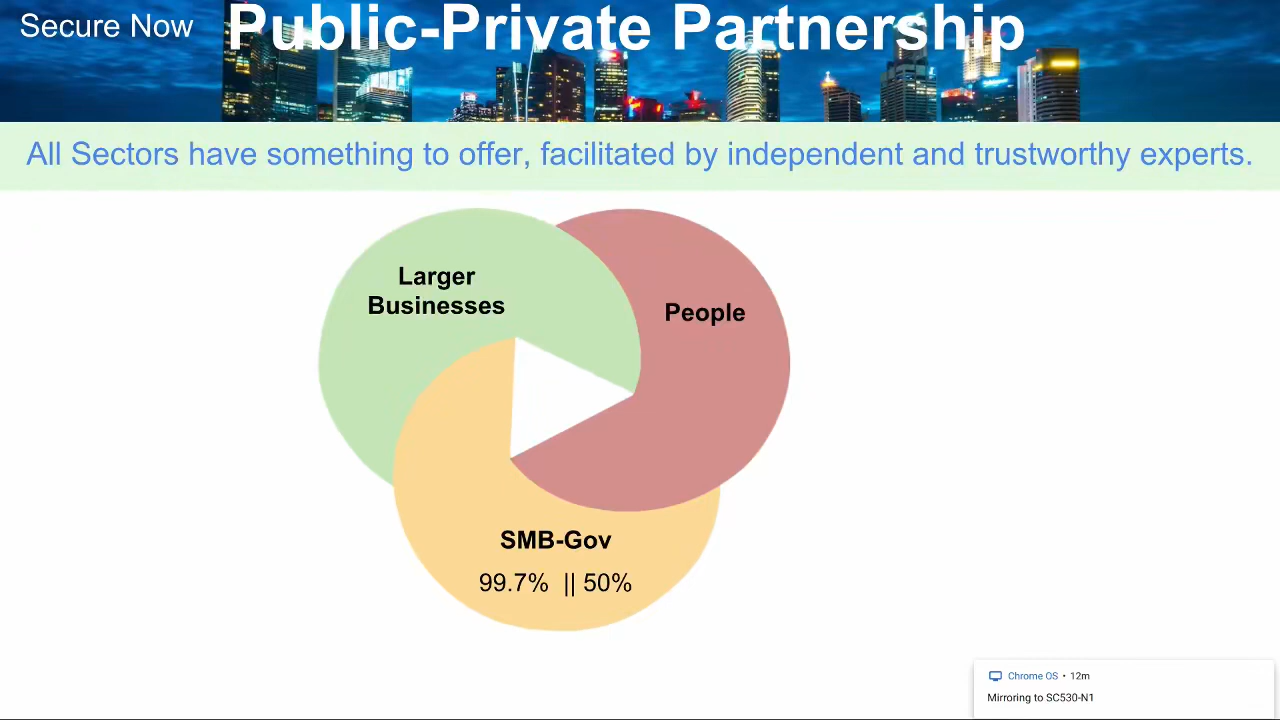 Secure Now
Public-Private Partnership
All Sectors have something to offer, facilitated by independent and trustworthy experts.
Larger
Businesses
People
SMB-Gov
99.7% || 50%
Chrome OS • 12m
Mirroring to SC530-N1